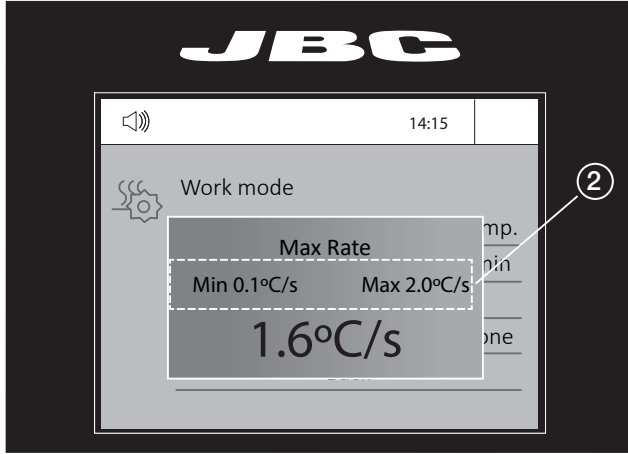 JBC
14:15
Work mode
Max Rate
Min 0.1ºC/s Max 2.0ºC/s
1.6ºC/s
2